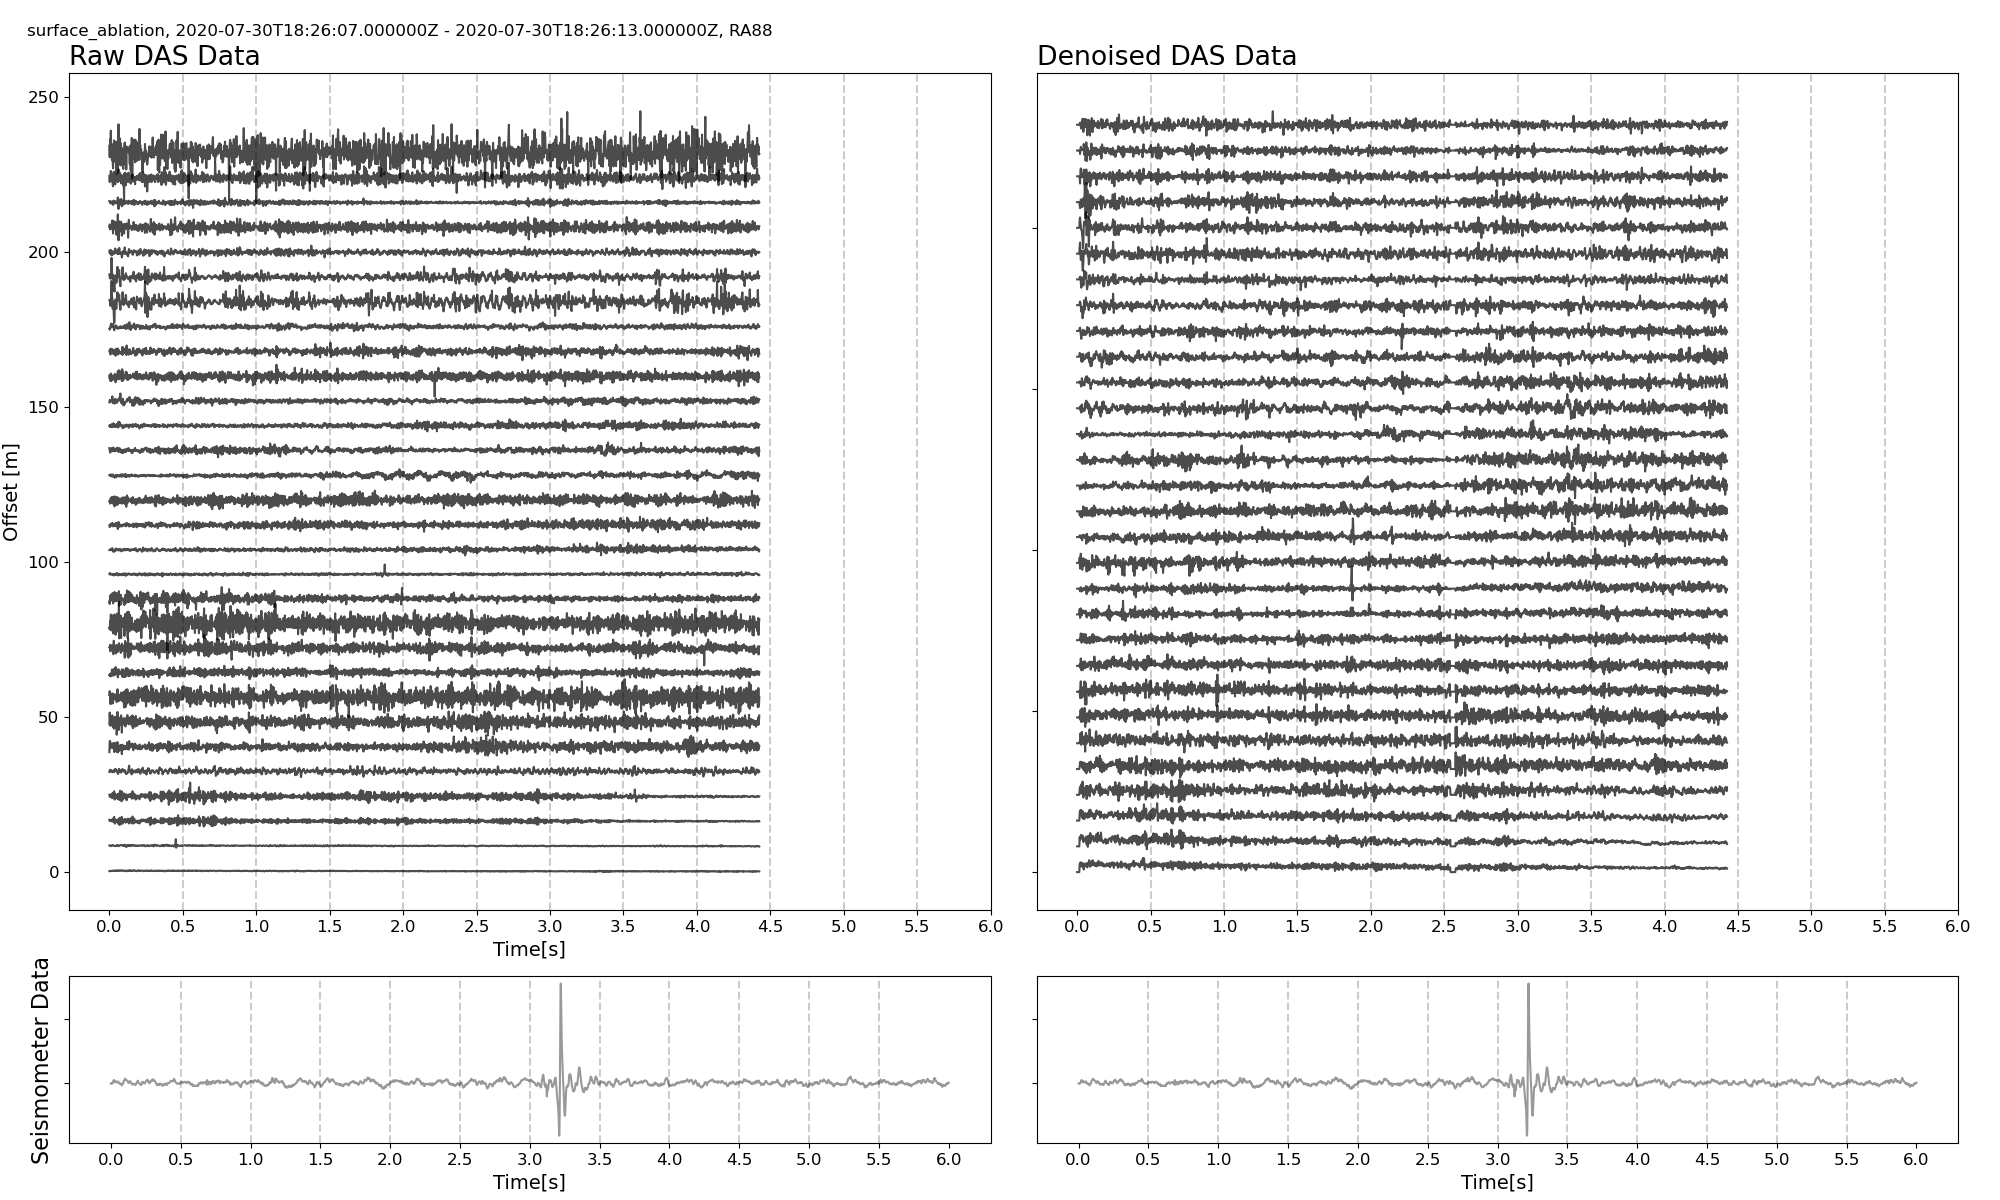 surface_ablation, 2020-07-30T18:26:07.000000Z - 2020-07-30T18:26:13.000000Z, RA88
Raw DAS Data
Denoised DAS Data
250
200
150
100
50
0
Offset [m]
0.0 0.5 1.0 1.5 2.0 2.5 3.0 3.5 4.0 4.5 5.0 5.5 6.0
Time[s]
0.0 0.5 1.0 1.5 2.0 2.5 3.0 3.5 4.0 4.5 5.0 5.5 6.0
Seismometer Data
0.0 0.5 1.0 1.5 2.0 2.5 3.0 3.5 4.0 4.5 5.0 5.5 6.0
Time[s]
0.0 0.5 1.0 1.5 2.0 2.5 3.0 3.5 4.0 4.5 5.0 5.5 6.0
Time[s]